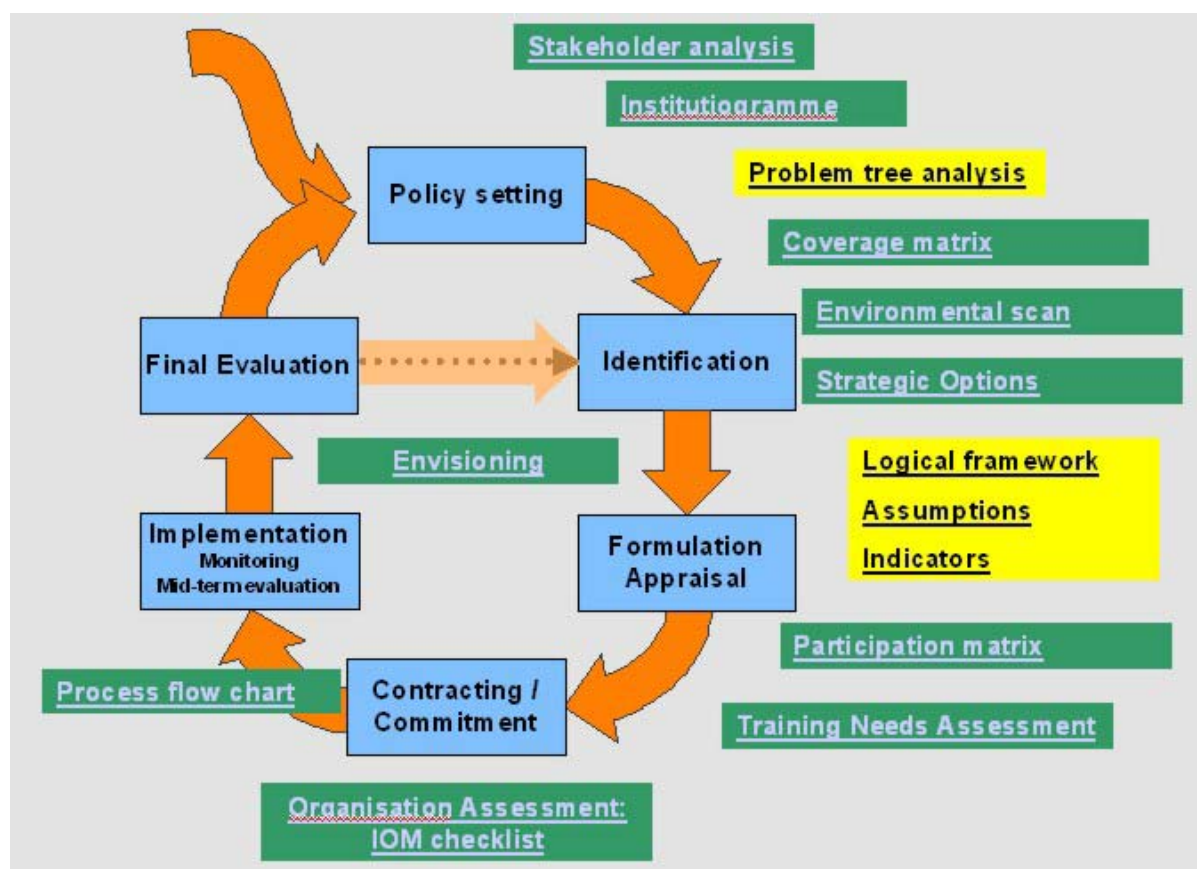 Stakeholder analysis
Institutiogramme
Policy setting
Problem tree analysis
Coverage matrix
Environmental scan
Final Evaluation
Identification
Strategic Options
Envisioning
Logical framework
Assumptions
Indicators
Implementation
Monitoring
Mid-term evaluation
Formulation
Appraisal
Participation matrix
Process flow chart
Contracting /
Commitment
Training Needs Assessment
Organisation Assessment:
IOM checklist